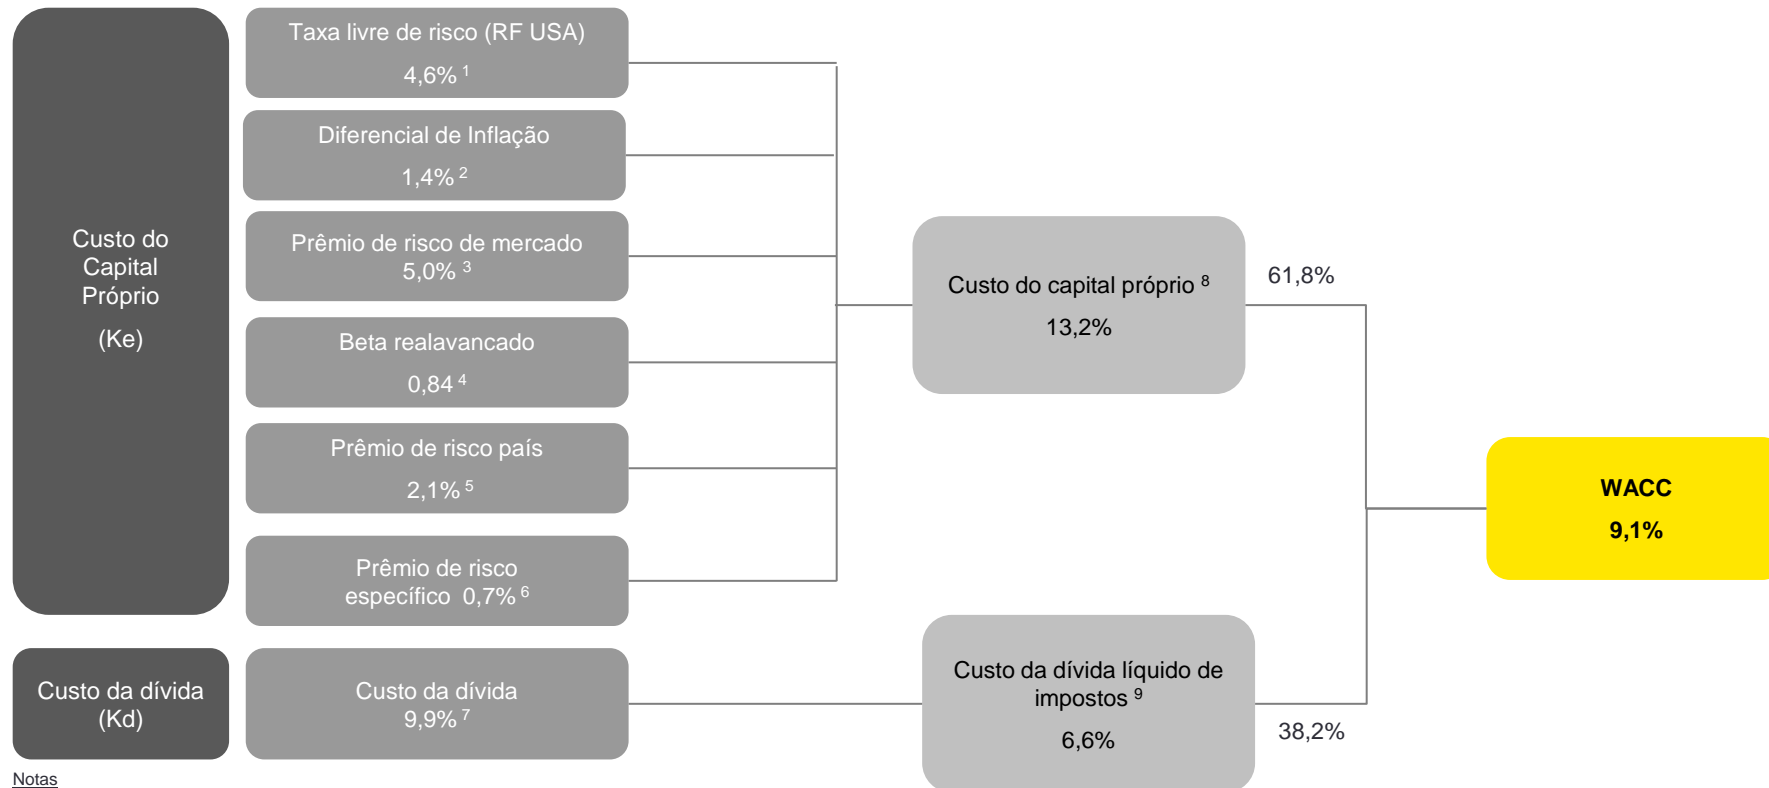 Custo do
Capital
Próprio
(Ke)
Taxa livre de risco (RF USA)
4,6% 1
Diferencial de Inflação
1,4% 2
Prêmio de risco de mercado
5,0% 3
Beta realavancado
0,84 4
Prêmio de risco país
2,1% 5
Prêmio de risco
específico 0,7% 6
Custo do capital próprio 8
13,2%
61,8%
WACC
9,1%
Custo da dívida
(Kd)
Custo da dívida
9,9% 7
Custo da dívida líquido de
impostos 9
6,6%
38,2%
Notas